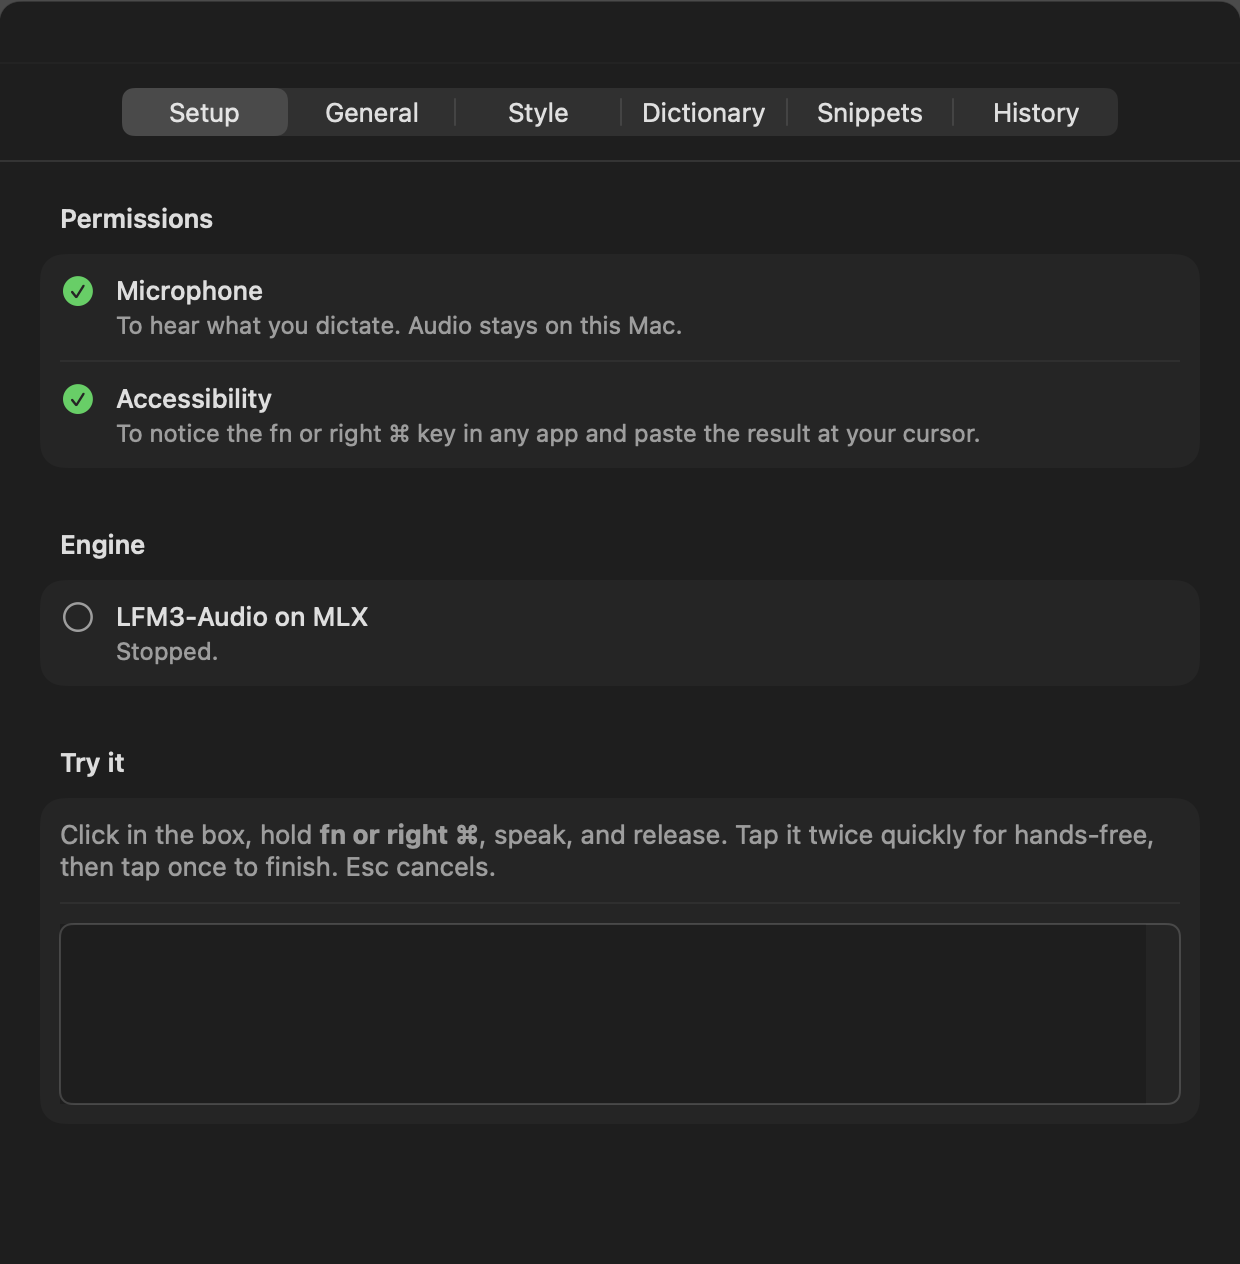 Setup
General
Style
Dictionary
Snippets
History
Permissions
Microphone
To hear what you dictate. Audio stays on this Mac.
Accessibility
To notice the fn or right ⌘ key in any app and paste the result at your cursor.
Engine
LFM3-Audio on MLX
Stopped.
Try it
Click in the box, hold fn or right ⌘, speak, and release. Tap it twice quickly for hands-free,
then tap once to finish. Esc cancels.